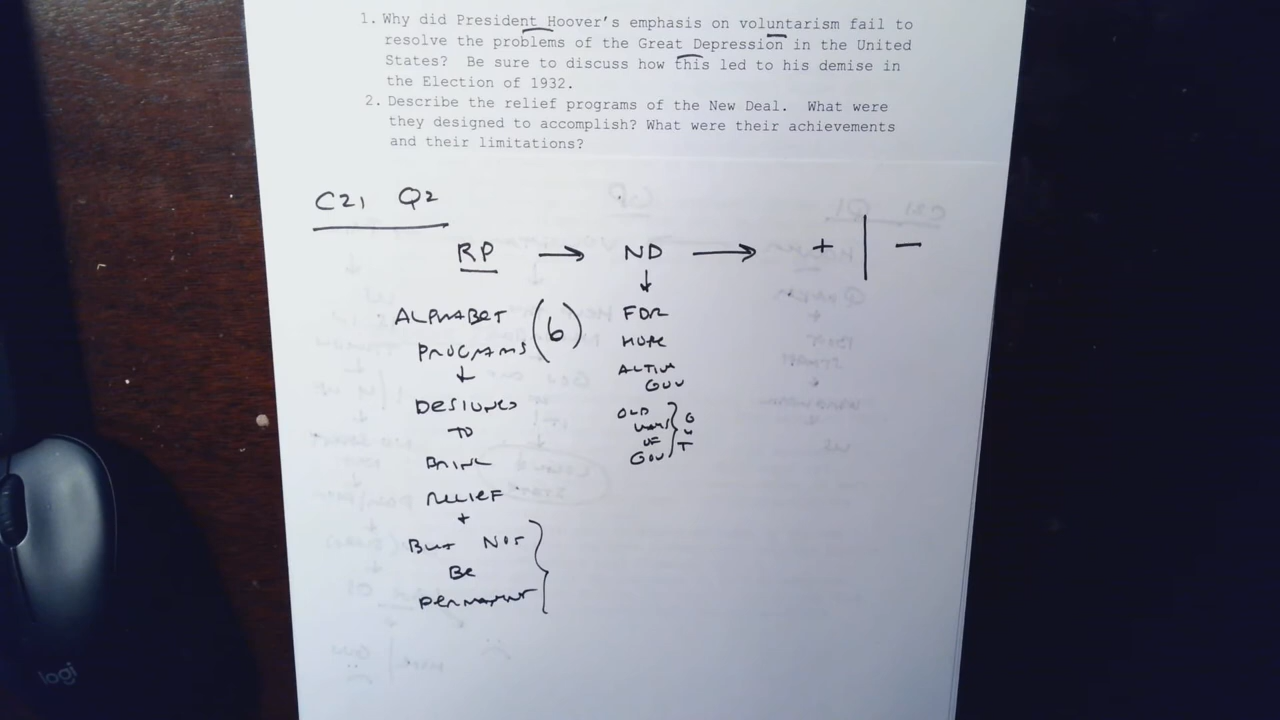 1. Why did President Hoover's emphasis on voluntarism fail to
resolve the problems of the Great Depression in the United
States? Be sure to discuss how this led to his demise in
the Election of 1932.
2. Describe the relief programs of the New Deal. What were
they designed to accomplish? What were their achievements
and their limitations?
C21 Q2
RP → ND → + | -
ALPHABET
PROGRAMS
(6)
↓
DESIGNED
TO
BRING
RELIEF
+
BUT NOT
BE
PERMANENT
↓
FDR
HOPE
ACTIVE
GOV
OLD
WAYS
OF
GOV
OUT
logi